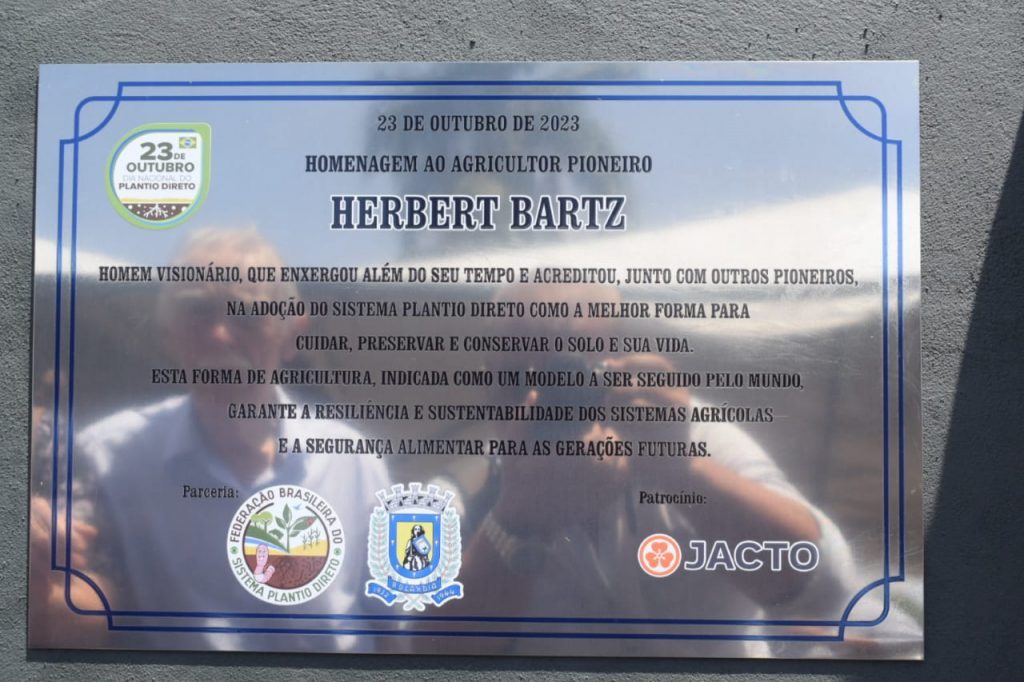 23 DE OUTUBRO DE 2023
HOMENAGEM AO AGRICULTOR PIONEIRO
HERBERT BARTZ
23 DE
OUTUBRO
DIA NACIONAL DO
PLANTIO DIRETO
HOMEM VISIONÁRIO, QUE ENXERGOU ALÉM DO SEU TEMPO E ACREDITOU, JUNTO COM OUTROS PIONEIROS,
NA ADOÇÃO DO SISTEMA PLANTIO DIRETO COMO A MELHOR FORMA PARA
CUIDAR, PRESERVAR E CONSERVAR O SOLO E SUA VIDA.
ESTA FORMA DE AGRICULTURA, INDICADA COMO UM MODELO A SER SEGUIDO PELO MUNDO,
GARANTE A RESILIÊNCIA E SUSTENTABILIDADE DOS SISTEMAS AGRÍCOLAS
E A SEGURANÇA ALIMENTAR PARA AS GERAÇÕES FUTURAS.
Parceria:
FEDERAÇÃO BRASILEIRA DO
SISTEMA PLANTIO DIRETO
ROLÂNDIA
1932 1944
Patrocínio:
JACTO